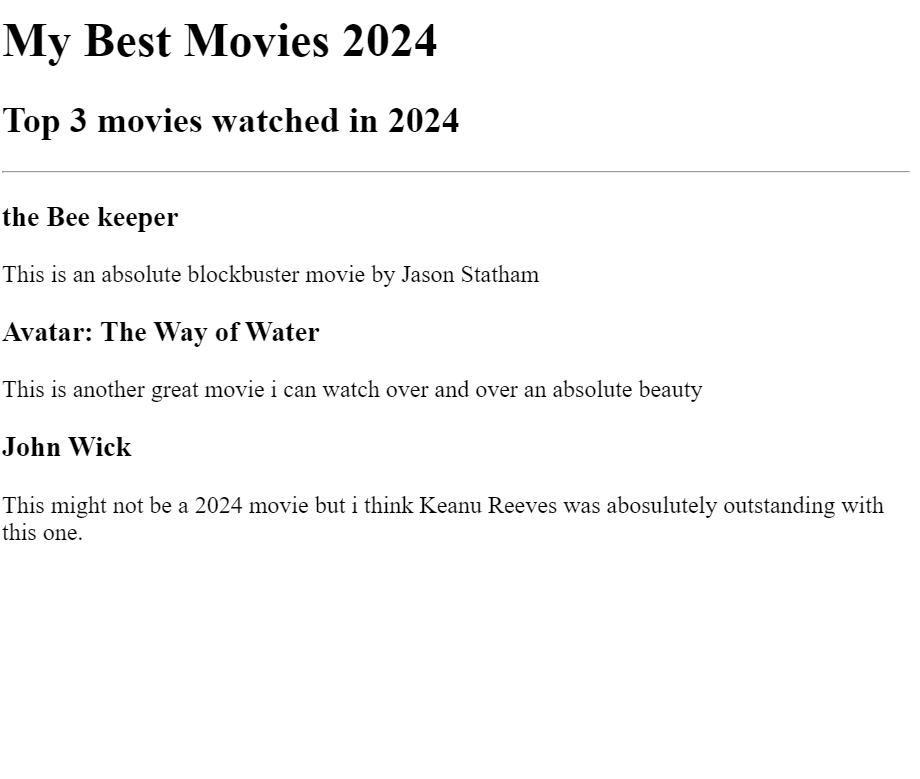 My Best Movies 2024
Top 3 movies watched in 2024
the Bee keeper
This is an absolute blockbuster movie by Jason Statham
Avatar: The Way of Water
This is another great movie i can watch over and over an absolute beauty
John Wick
This might not be a 2024 movie but i think Keanu Reeves was abosulutely outstanding with
this one.